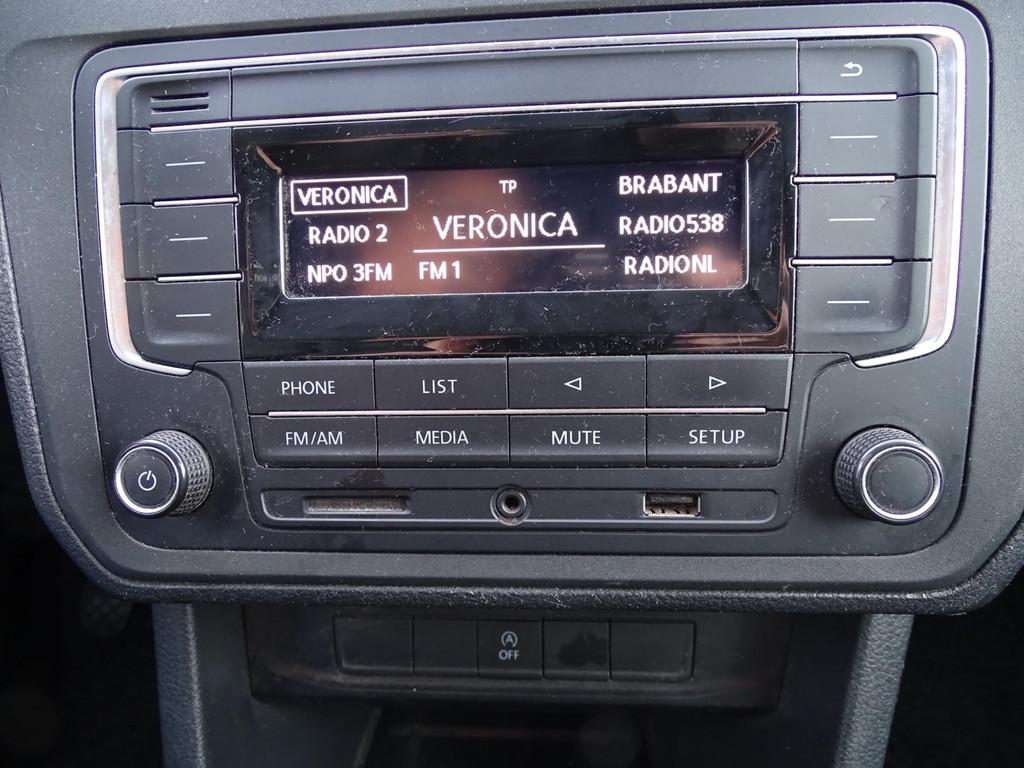 VERONICA
TP
BRABANT
RADIO 2
VERONICA
RADIO538
NPO 3FM
FM 1
RADIONL
PHONE
LIST
FM/AM
MEDIA
MUTE
SETUP
A
OFF